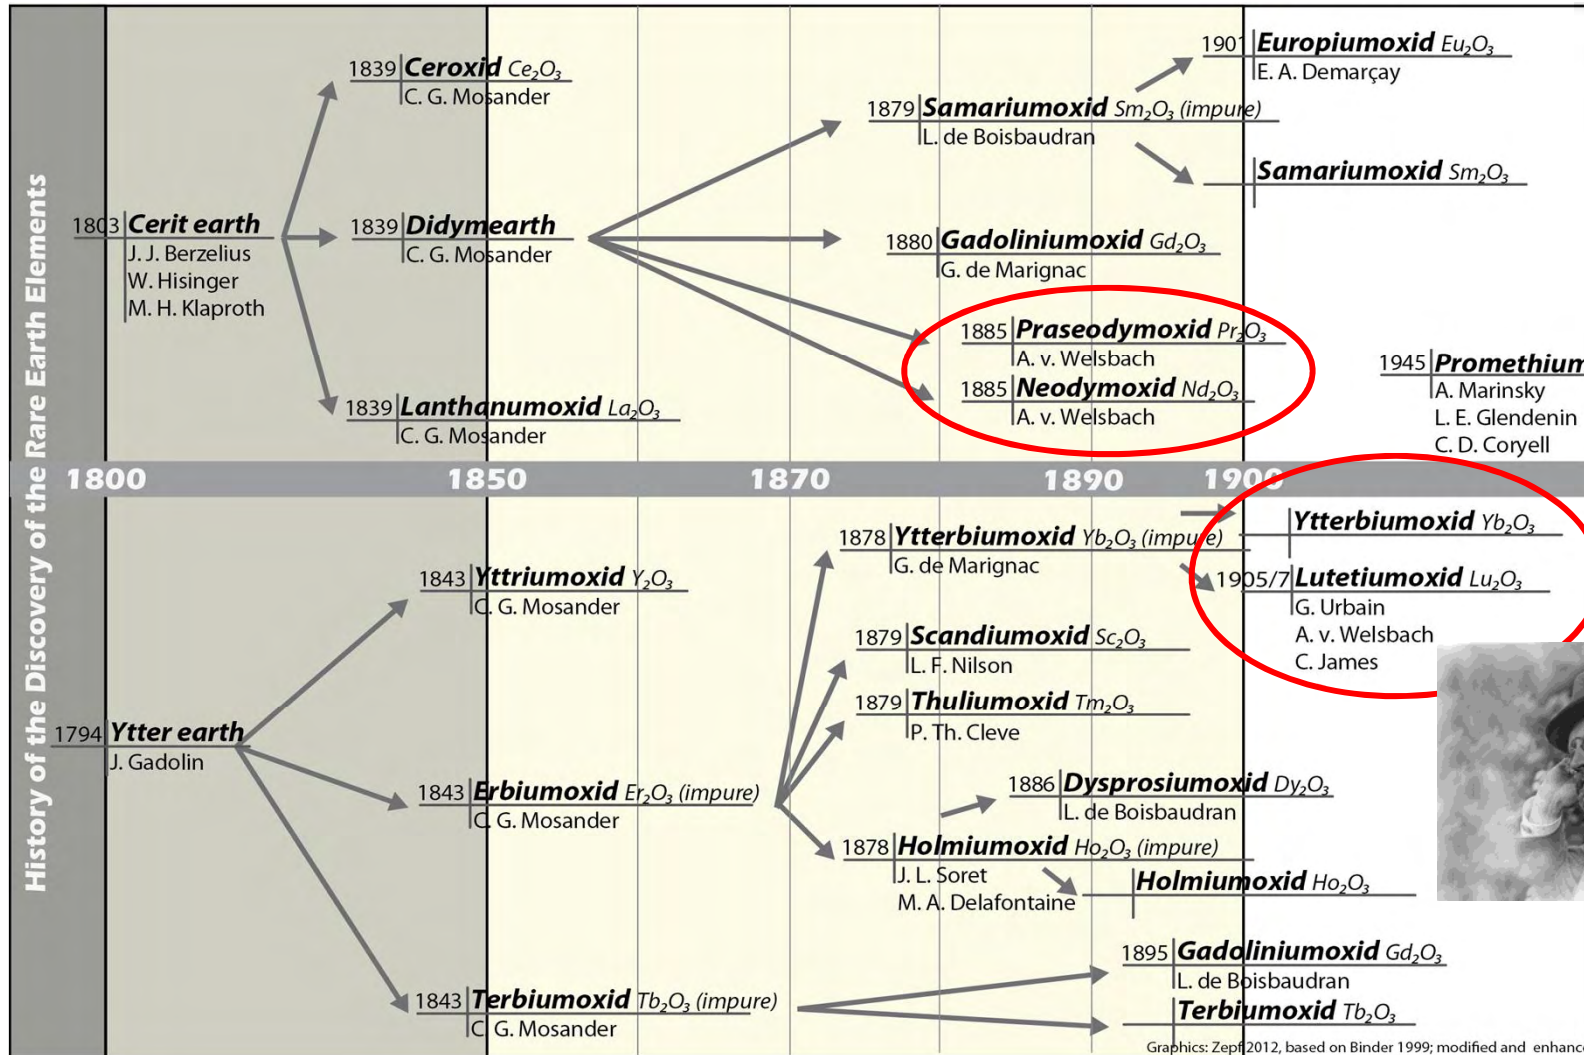 History of the Discovery of the Rare Earth Elements
1839 Ceroxid Ce₂O₃
C. G. Mosander
1803 Cerit earth
J. J. Berzelius
W. Hisinger
M. H. Klaproth
1839 Didymearth
C. G. Mosander
1839 Lanthanumoxid La₂O₃
C. G. Mosander
1901 Europiumoxid Eu₂O₃
E. A. Demarçay
1879 Samariumoxid Sm₂O₃ (impure)
L. de Boisbaudran
Samariumoxid Sm₂O₃
1880 Gadoliniumoxid Gd₂O₃
G. de Marignac
1885 Praseodymoxid Pr₂O₃
A. v. Welsbach
1885 Neodymoxid Nd₂O₃
A. v. Welsbach
1945 Promethium
A. Marinsky
L. E. Glendenin
C. D. Coryell
1800 1850 1870 1890 1900
1794 Ytter earth
J. Gadolin
1843 Yttriumoxid Y₂O₃
C. G. Mosander
1843 Erbiumoxid Er₂O₃ (impure)
C. G. Mosander
1843 Terbiumoxid Tb₂O₃ (impure)
C. G. Mosander
1878 Ytterbiumoxid Yb₂O₃ (impure)
G. de Marignac
Ytterbiumoxid Yb₂O₃
1905/7 Lutetiumoxid Lu₂O₃
G. Urbain
A. v. Welsbach
C. James
1879 Scandiumoxid Sc₂O₃
L. F. Nilson
1879 Thuliumoxid Tm₂O₃
P. Th. Cleve
1886 Dysprosiumoxid Dy₂O₃
L. de Boisbaudran
1878 Holmiumoxid Ho₂O₃ (impure)
J. L. Soret
M. A. Delafontaine
Holmiumoxid Ho₂O₃
1895 Gadoliniumoxid Gd₂O₃
L. de Boisbaudran
Terbiumoxid Tb₂O₃
Graphics: Zepf 2012, based on Binder 1999; modified and enhanc